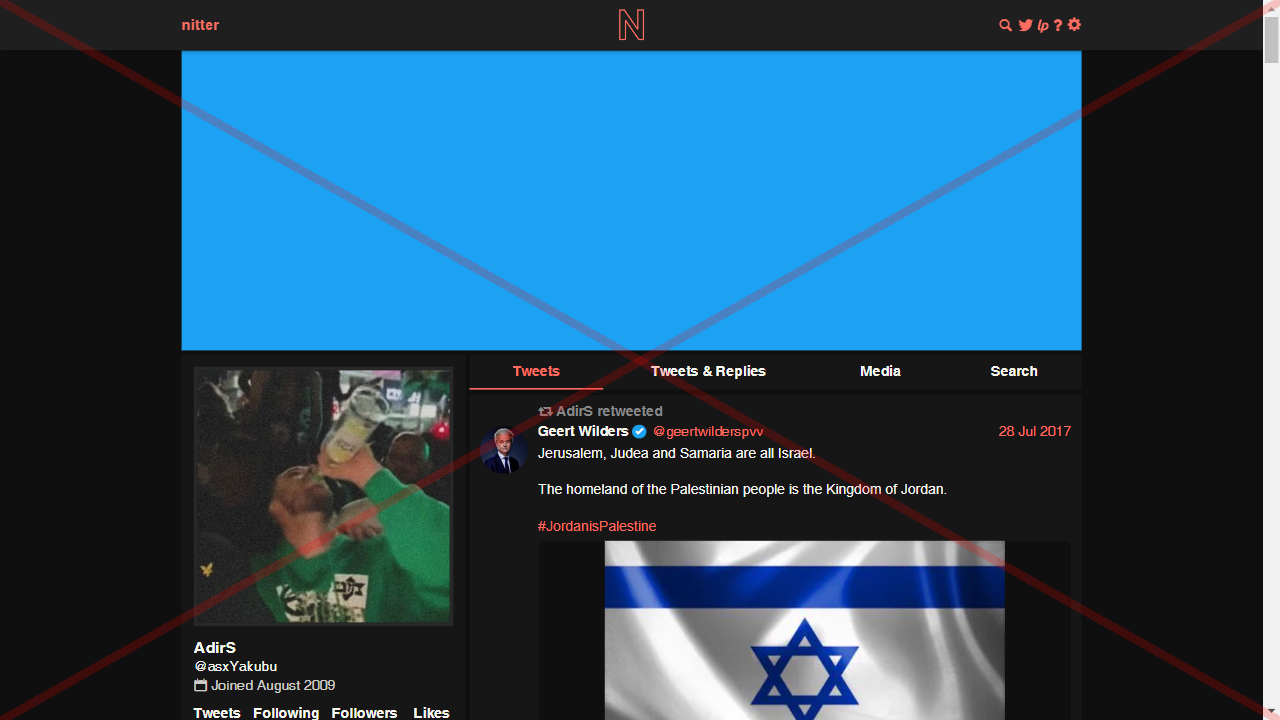 nitter
N
lp ?
Tweets
Tweets & Replies
Media
Search
AdirS retweeted
Geert Wilders @geertwilderspvv
28 Jul 2017
Jerusalem, Judea and Samaria are all Israel.
The homeland of the Palestinian people is the Kingdom of Jordan.
#JordanisPalestine
AdirS
@asxYakubu
Joined August 2009
Tweets Following Followers Likes